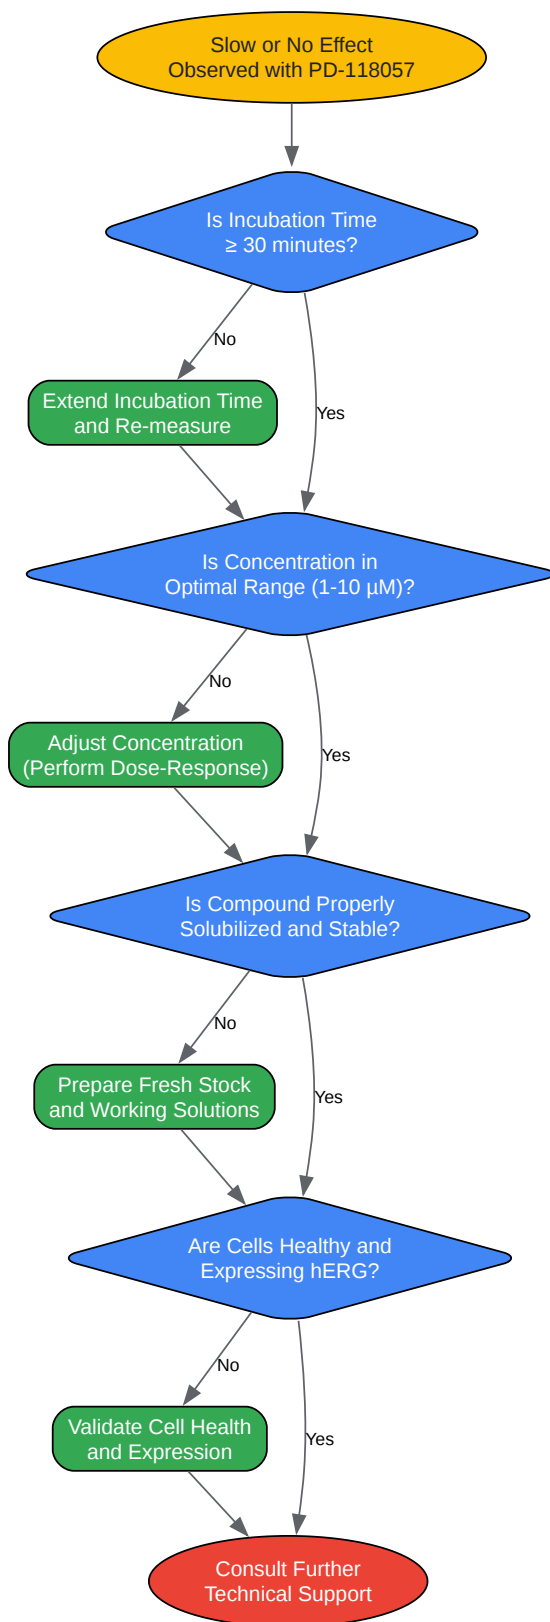 Slow or No Effect
Observed with PD-118057
Is Incubation Time
≥ 30 minutes?
No
Yes
Extend Incubation Time
and Re-measure
Is Concentration in
Optimal Range (1-10 µM)?
No
Yes
Adjust Concentration
(Perform Dose-Response)
Is Compound Properly
Solubilized and Stable?
No
Yes
Prepare Fresh Stock
and Working Solutions
Are Cells Healthy and
Expressing hERG?
No
Yes
Validate Cell Health
and Expression
Consult Further
Technical Support